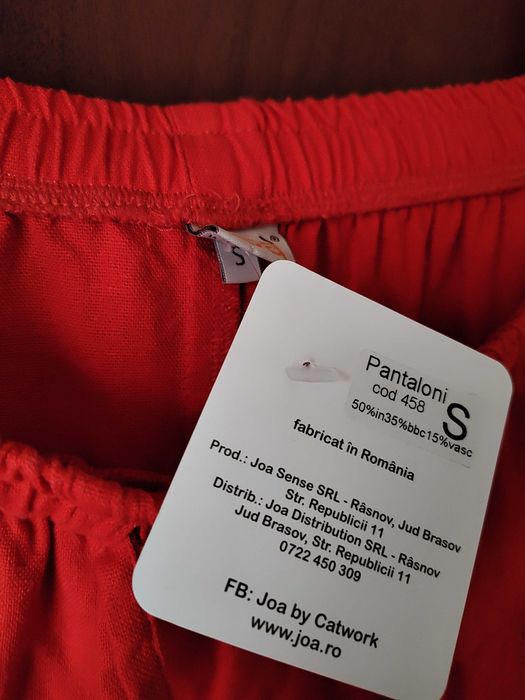 S
Pantaloni
cod 458
S
50%in35%bbc15%vasc
fabricat în România
Prod.: Joa Sense SRL - Râsnov, Jud Brasov
Str. Republicii 11
Distrib.: Joa Distribution SRL - Râsnov
Jud Brasov, Str. Republicii 11
0722 450 309
FB: Joa by Catwork
www.joa.ro